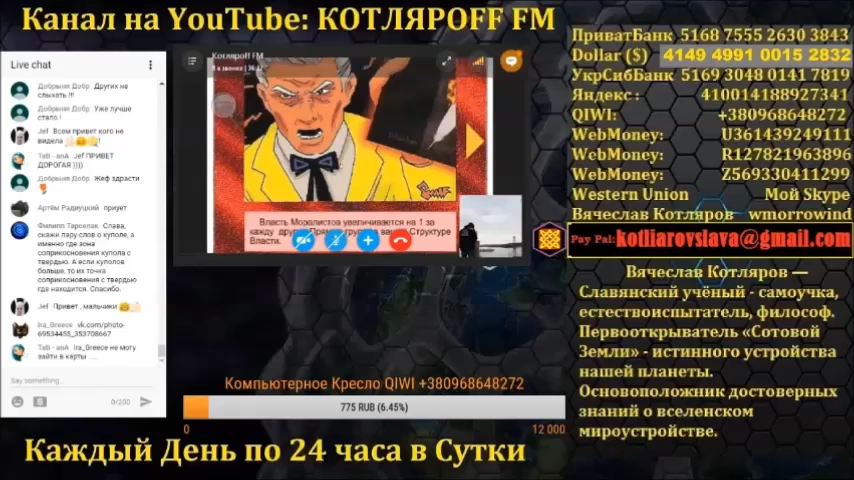 Канал на YouTube: КОТЛЯРOFF FM
Live chat
Добрыня Добр Других не
слыхать !!!
Добрыня Добр Уже лучше
стало !
Jef Всем привет кого не
видела
Tati - anA Jef ПРИВЕТ
ДОРОГАЯ ))))
Добрыня Добр Жеф здрасти
Артём Радиуцкий приует
Филипп Тарселак Слава,
скажи пару слов о куполе, а
именно где зона
соприкосновения купола с
твердью. А если куполов
больше, то их точка
соприкосновения с твердью
где находится. Спасибо.
Jef Привет , мальчики
Ira_Greece vk.com/photo-
69534455_353708667
Tati - anA Ira_Greece не могу
зайти в карты ....
Say something...
0/200
Котляроff FM
Власть Моралистов увеличивается на 1 за
Структуре
Власти.
Компьютерное Кресло QIWI +380968648272
775 RUB (6.45%)
0
12 000
Каждый День по 24 часа в Сутки
ПриватБанк 5168 7555 2630 3843
Dollar ($) 4149 4991 0015 2832
УкрСибБанк 5169 3048 0141 7819
Яндекс : 410014188927341
QIWI: +380968648272
WebMoney: U361439249111
WebMoney: R127821963896
WebMoney: Z569330411299
Western Union Мой Skype
Вячеслав Котляров wmorrowind
Pay Pal: kotliarovslava@gmail.com
Вячеслав Котляров —
Славянский учёный - самоучка,
естествоиспытатель, философ.
Первооткрыватель «Сотовой
Земли» - истинного устройства
нашей планеты.
Основоположник достоверных
знаний о вселенском
мироустройстве.